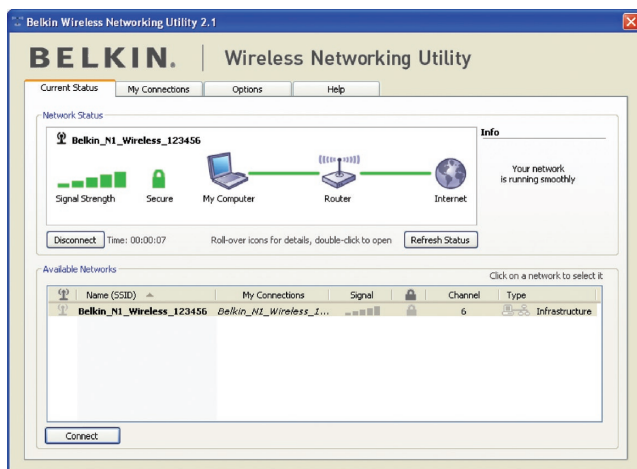 Belkin Wireless Networking Utility 2.1
BELKIN. Wireless Networking Utility
Current Status My Connections Options Help
Network Status
Belkin_N1_Wireless_123456
Info
Your network
is running smoothly
Signal Strength Secure My Computer Router Internet
Disconnect Time: 00:00:07 Roll-over icons for details, double-click to open Refresh Status
Available Networks
Click on a network to select it
Name (SSID) My Connections Signal Channel Type
Belkin_N1_Wireless_123456 Belkin_N1_Wireless_1... 6 Infrastructure
Connect